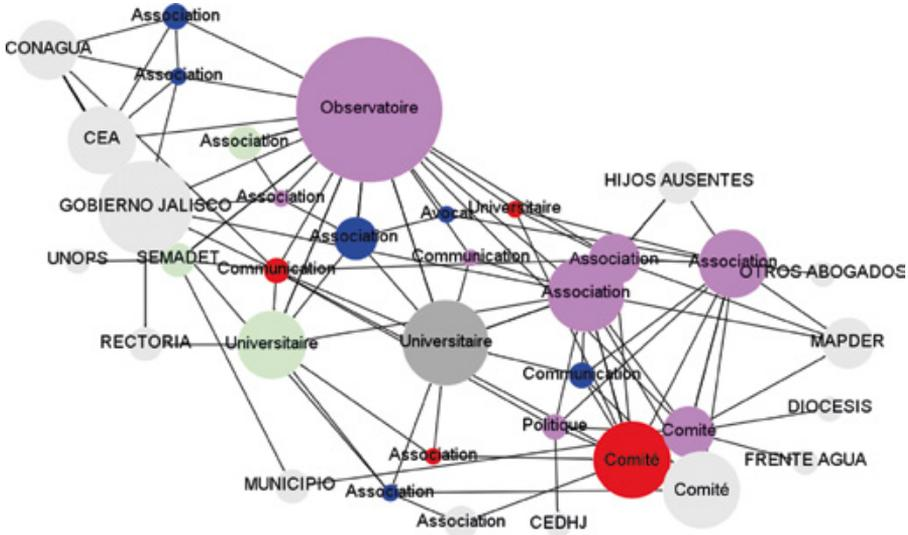 Association
CONAGUA
Association
Observatoire
CEA
Association
HIJOS AUSENTES
Association
GOBIERNO JALISCO
Avocat
Universitaire
Association
Communication
UNOPS
SEMADET
Communication
Association
Association
OTROS ABOGADOS
Association
RECTORIA
Universitaire
Universitaire
MAPDER
Communication
DIOCESIS
Politique
Comité
Association
Comité
FRENTE AGUA
MUNICIPIO
Association
Comité
Association
CEDHJ